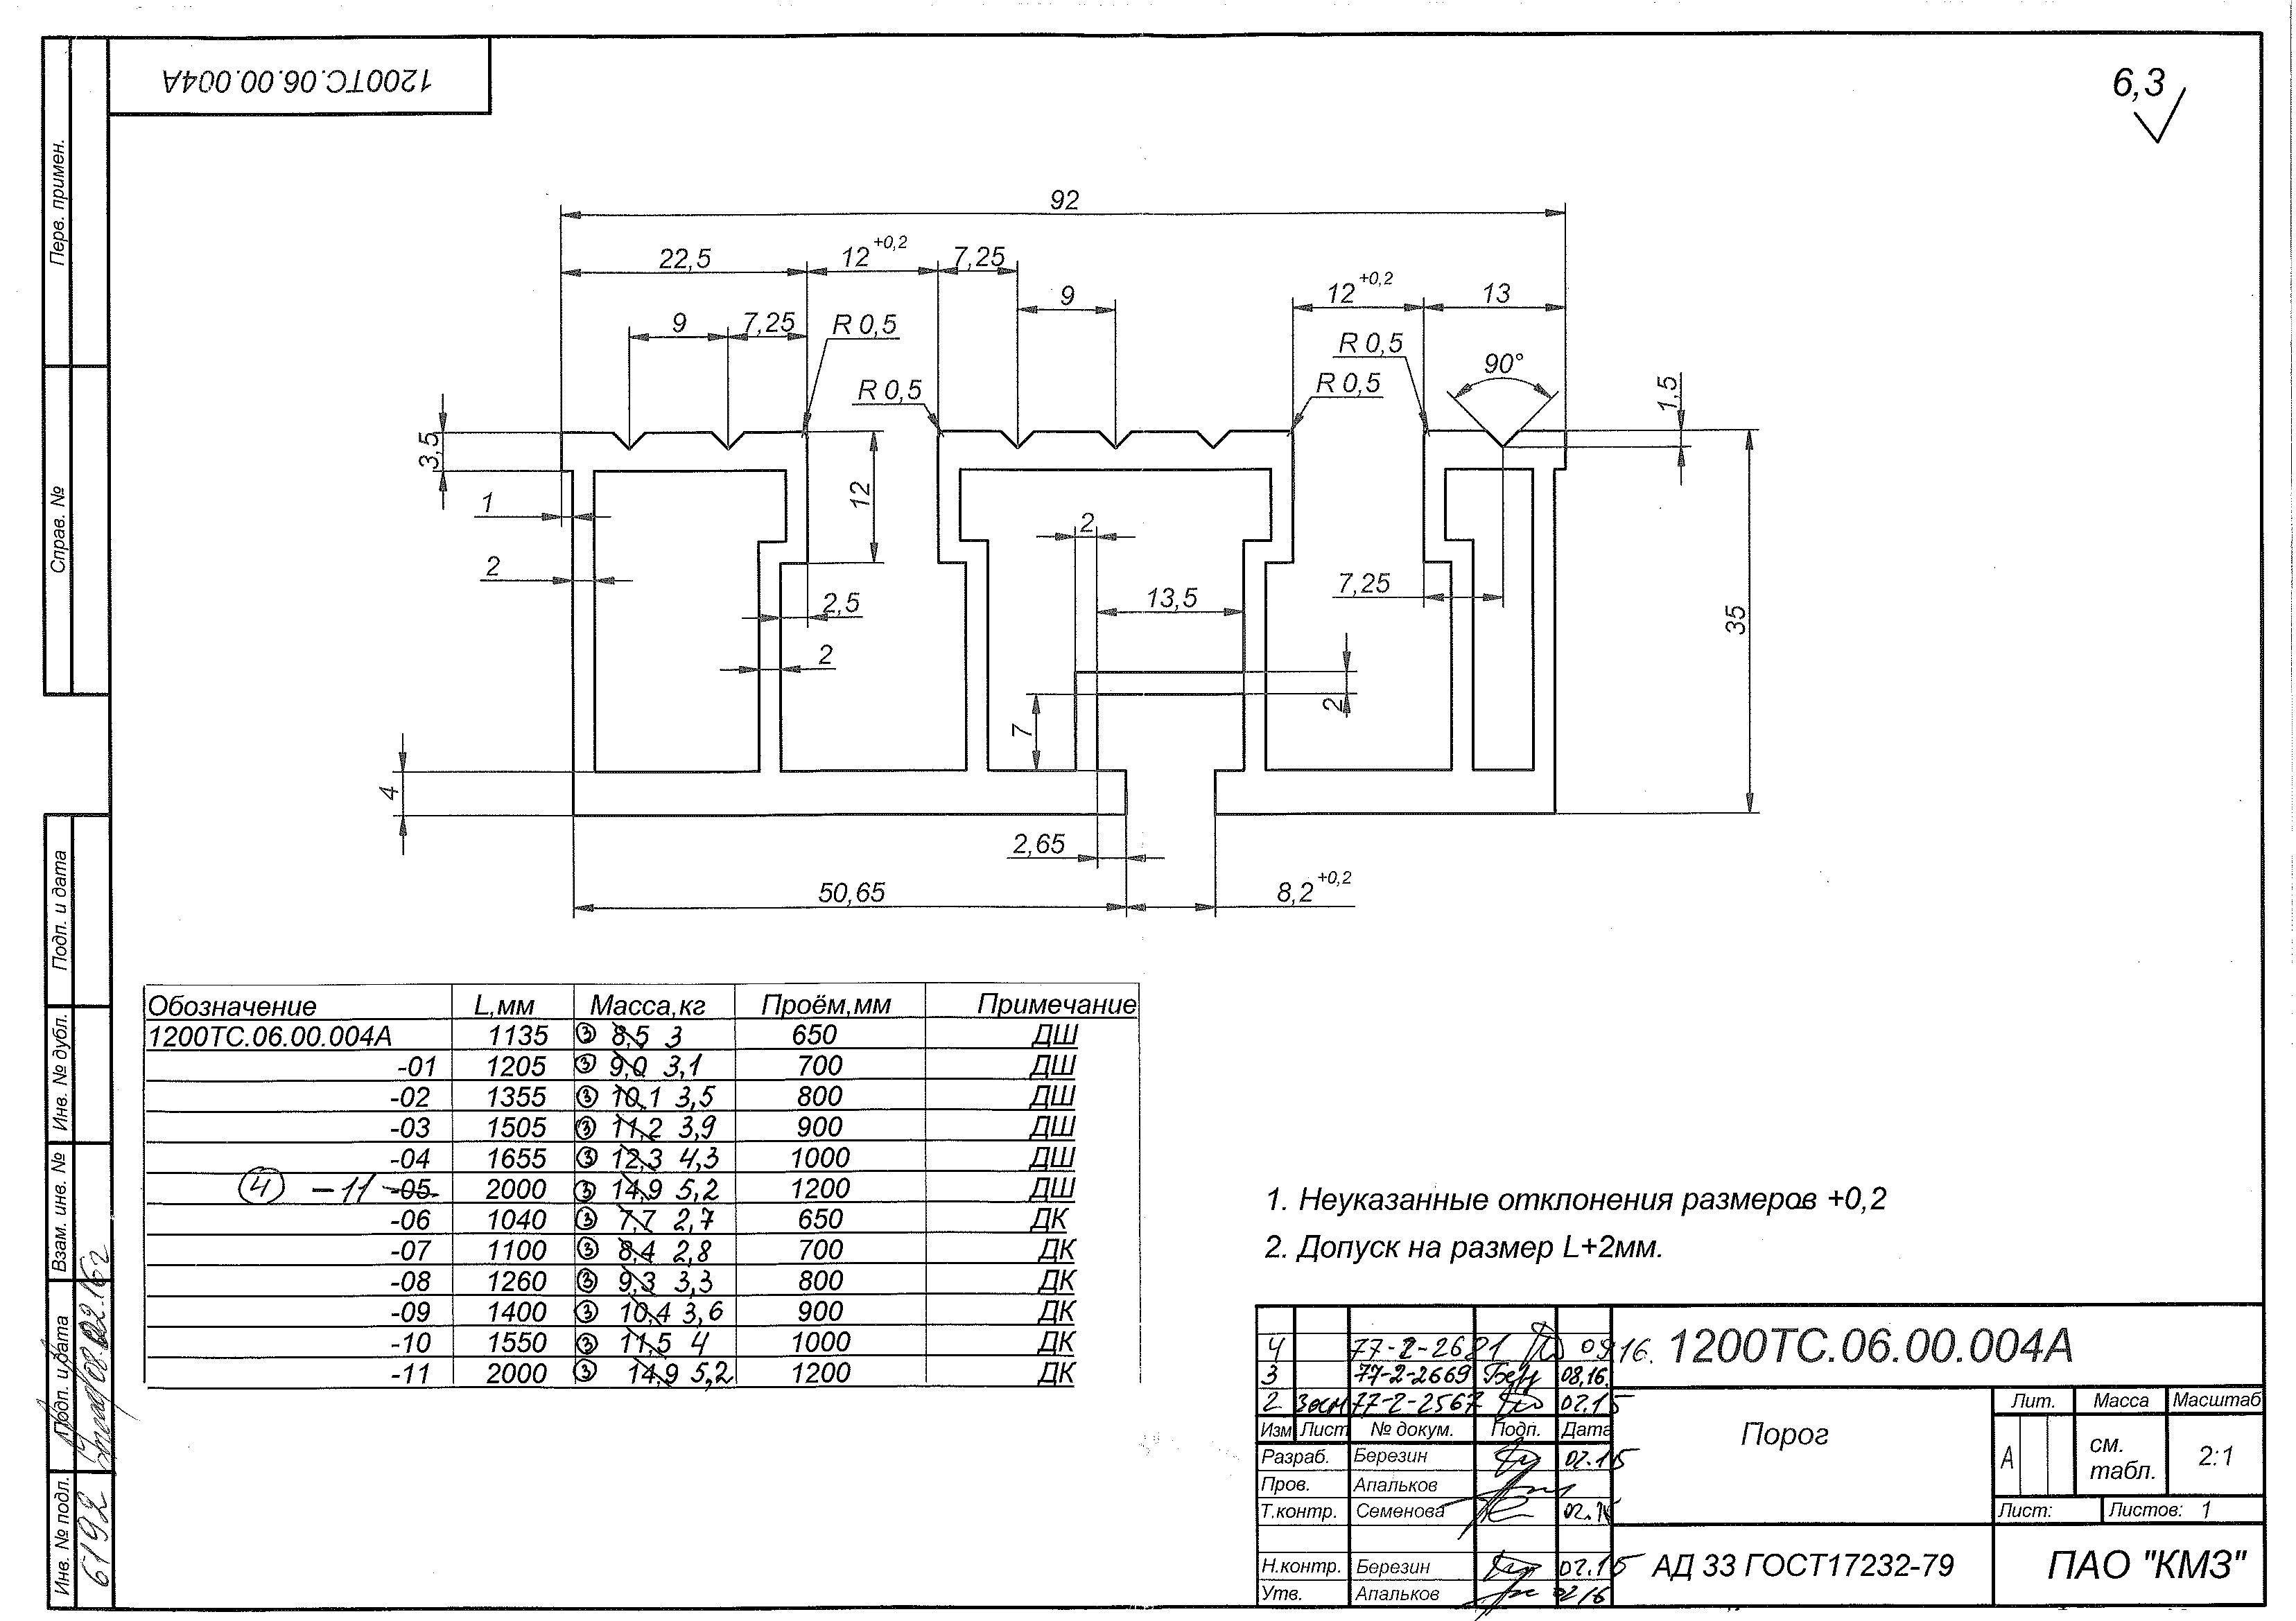 1200ТС.06.00.004А
6,3
Перв. примен.
Справ. №
Подп. и дата
Инв. № дубл.
Взам. инв. №
Подп. и дата
Инв. № подл.
6192
92
22,5
12 +0,2
7,25
9
12 +0,2
13
9
7,25
R 0,5
R 0,5
R 0,5
R 0,5
90°
1,5
3,5
1
12
2
2
13,5
7,25
2,5
35
2
2
7
4
2,65
50,65
8,2 +0,2
Обозначение L,мм Масса,кг Проём,мм Примечание
1200ТС.06.00.004А 1135 3 8,5 3 650 ДШ
-01 1205 3 9,0 3,1 700 ДШ
-02 1355 3 10,1 3,5 800 ДШ
-03 1505 3 11,2 3,9 900 ДШ
-04 1655 3 12,3 4,3 1000 ДШ
4 -11 -05 2000 3 14,9 5,2 1200 ДШ
-06 1040 3 7,7 2,7 650 ДК
-07 1100 3 8,4 2,8 700 ДК
-08 1260 3 9,3 3,3 800 ДК
-09 1400 3 10,4 3,6 900 ДК
-10 1550 3 11,5 4 1000 ДК
-11 2000 3 14,9 5,2 1200 ДК
1. Неуказанные отклонения размеров +0,2
2. Допуск на размер L+2мм.
4 09.16.
3 77-2-2669 08.16.
2 Зам 77-2-2567 02.15
Изм Лист № докум. Подп. Дата
Разраб. Березин 02.15
Пров. Апальков
Т.контр. Семенова 02.15
Н.контр. Березин 02.15
Утв. Апальков
1200ТС.06.00.004А
Порог
Лит. Масса Масштаб
А см. табл. 2:1
Лист: Листов: 1
АД 33 ГОСТ17232-79
ПАО "КМЗ"